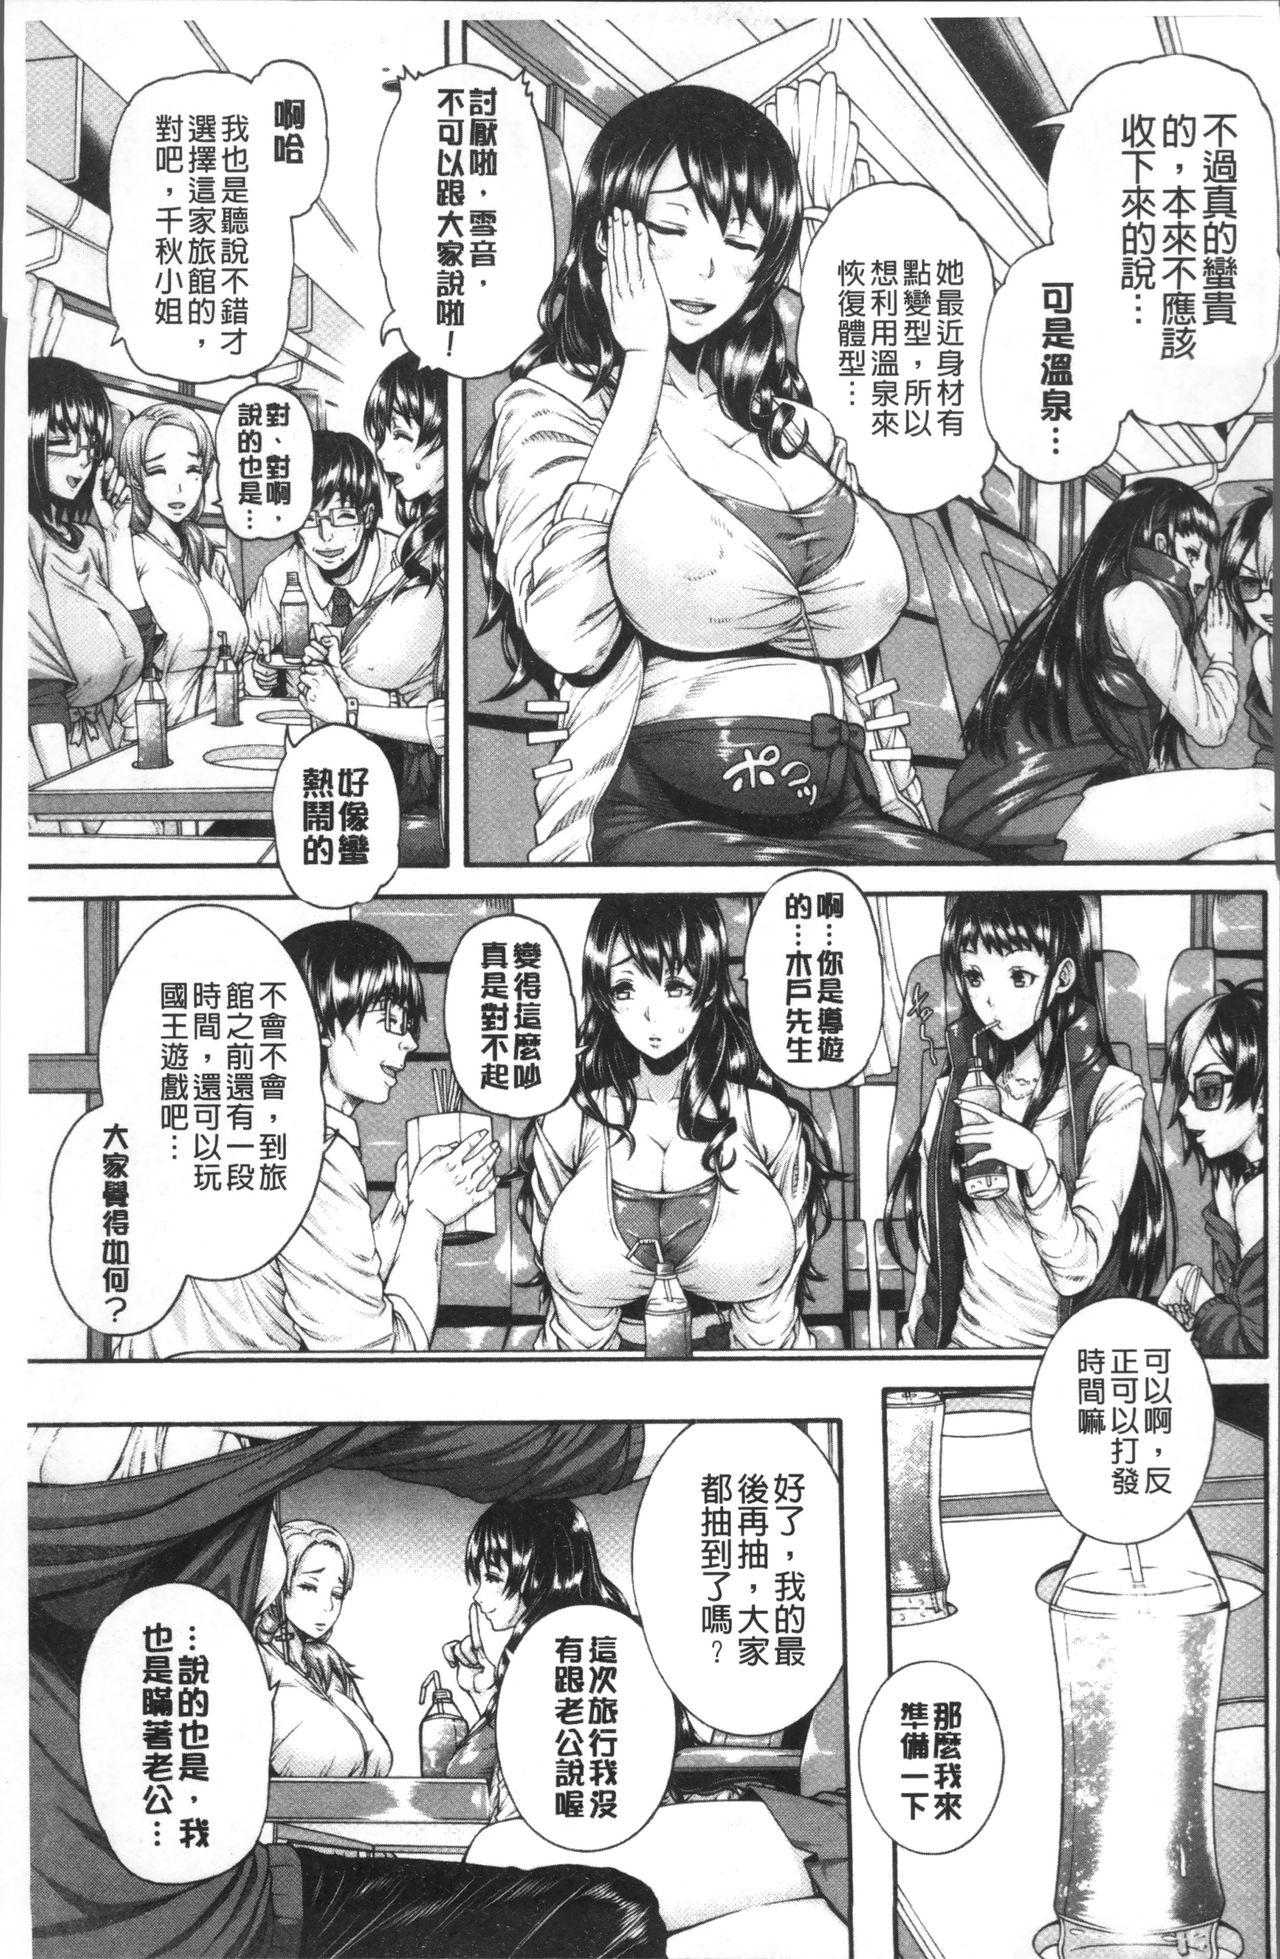 不過真的蠻貴
的，本來不應該
收下來的說…
可是溫泉…
她最近身材有
點變型，所以
想利用溫泉來
恢復體型…
ポロッ
討厭啦，雪音，
不可以跟大家說啦！
啊哈
我也是聽說不錯才
選擇這家旅館的，
對吧，千秋小姐
對、對啊，
說的也是…
好像蠻
熱鬧的
啊…你是導遊
的…木戶先生
變得這麼吵
真是對不起
不會不會，到旅
館之前還有一段
時間，還可以玩
國王遊戲吧…
大家覺得如何？
可以啊，反
正可以打發
時間嘛
那麼我來
準備一下
好了，我的最
後再抽，大家
都抽到了嗎？
這次旅行我沒
有跟老公說喔
…說的也是，我
也是瞞著老公…